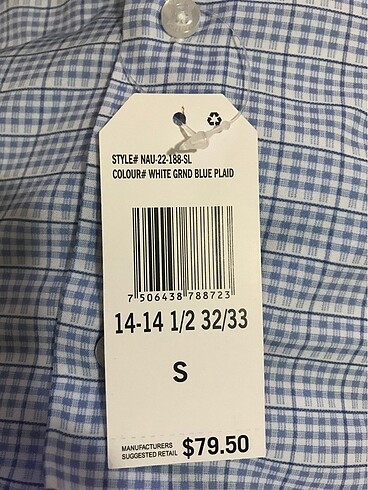 STYLE# NAU-22-188-SL
COLOUR# WHITE GRND BLUE PLAID
7 506438 788723
14-14 1/2 32/33
S
MANUFACTURERS
SUGGESTED RETAIL $79.50